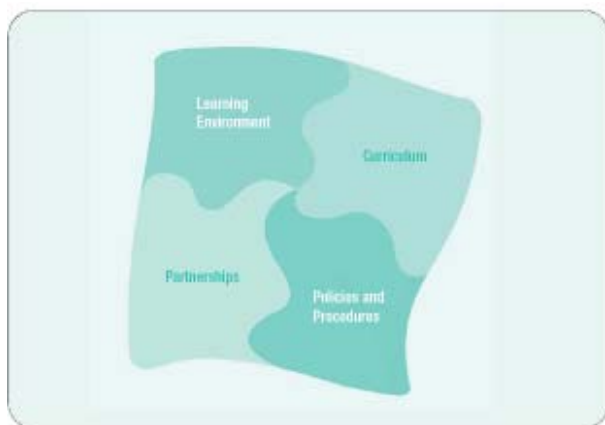 Learning
Environment
Curriculum
Partnerships
Policies and
Procedures